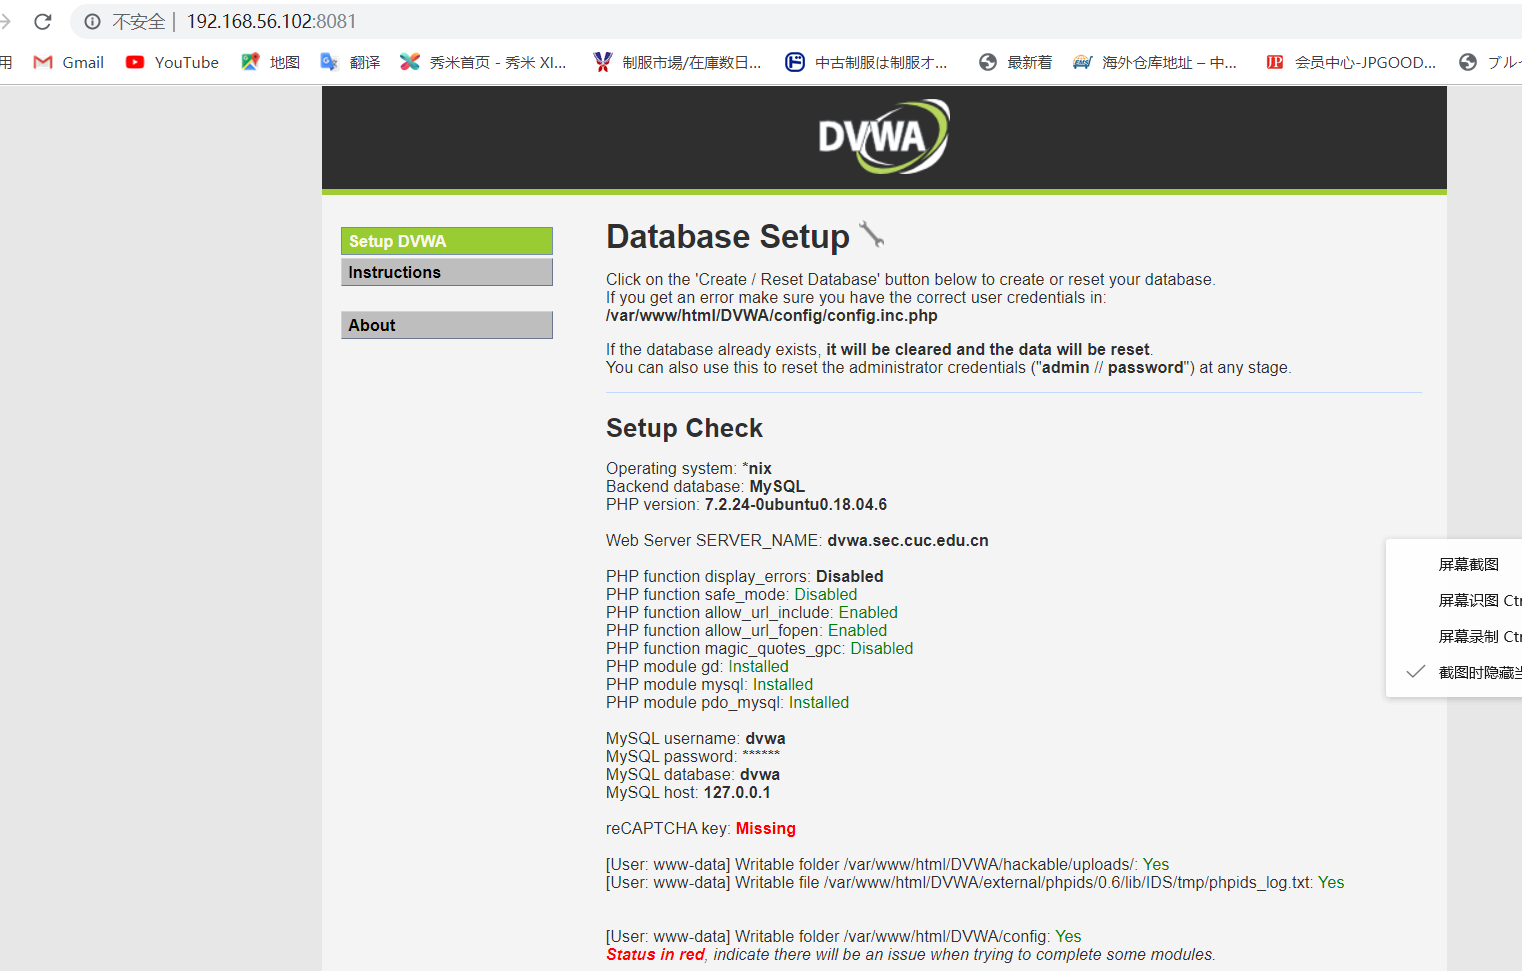 不安全 | 192.168.56.102:8081
用 Gmail YouTube 地图 翻译 秀米首页 - 秀米 XI... 制服市場/在庫数日... 中古制服は制服オ... 最新着 海外仓库地址 – 中... 会员中心-JPGOOD... ブル
DVWA
Setup DVWA
Instructions
About
Database Setup
Click on the 'Create / Reset Database' button below to create or reset your database.
If you get an error make sure you have the correct user credentials in:
/var/www/html/DVWA/config/config.inc.php
If the database already exists, it will be cleared and the data will be reset.
You can also use this to reset the administrator credentials ("admin // password") at any stage.
Setup Check
Operating system: *nix
Backend database: MySQL
PHP version: 7.2.24-0ubuntu0.18.04.6
Web Server SERVER_NAME: dvwa.sec.cuc.edu.cn
PHP function display_errors: Disabled
PHP function safe_mode: Disabled
PHP function allow_url_include: Enabled
PHP function allow_url_fopen: Enabled
PHP function magic_quotes_gpc: Disabled
PHP module gd: Installed
PHP module mysql: Installed
PHP module pdo_mysql: Installed
MySQL username: dvwa
MySQL password: ******
MySQL database: dvwa
MySQL host: 127.0.0.1
reCAPTCHA key: Missing
[User: www-data] Writable folder /var/www/html/DVWA/hackable/uploads/: Yes
[User: www-data] Writable file /var/www/html/DVWA/external/phpids/0.6/lib/IDS/tmp/phpids_log.txt: Yes
[User: www-data] Writable folder /var/www/html/DVWA/config: Yes
Status in red, indicate there will be an issue when trying to complete some modules.
屏幕截图
屏幕识图 Ctr
屏幕录制 Ctr
截图时隐藏当